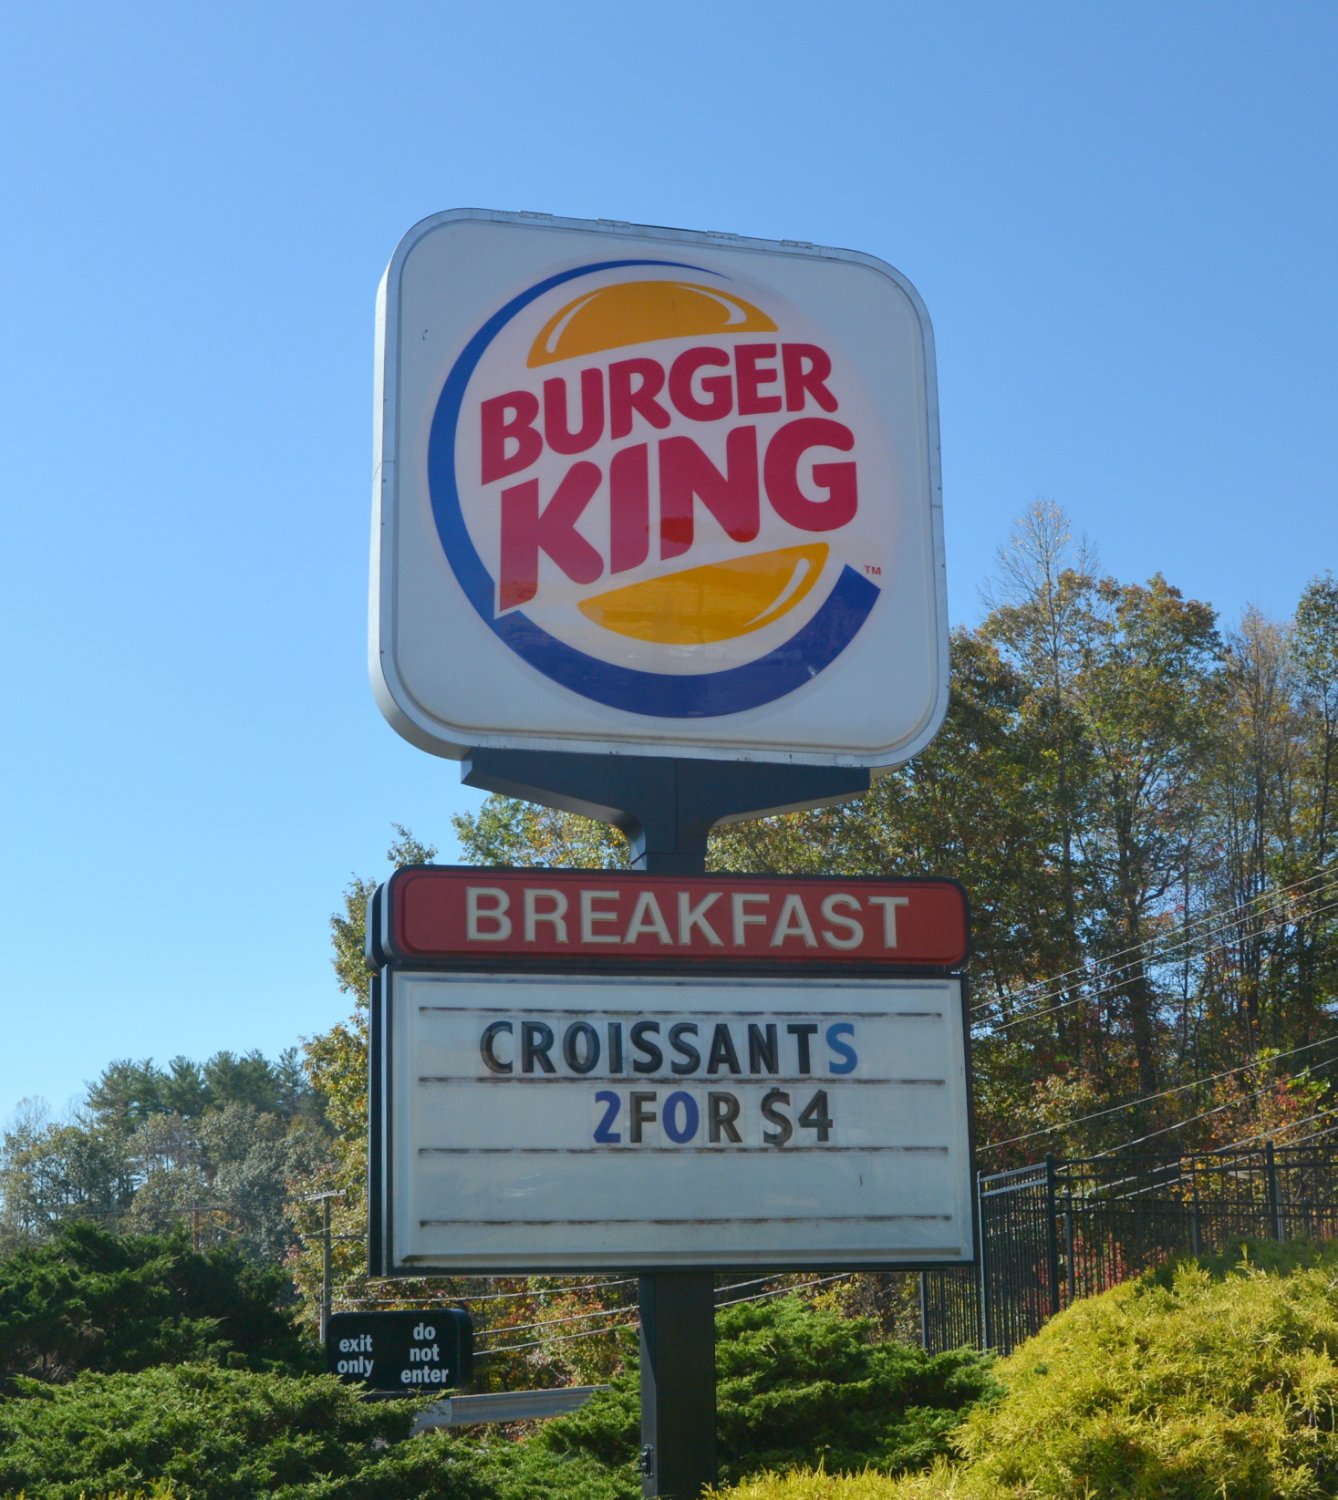 BURGER
KING
TM
BREAKFAST
CROISSANTS
2FOR $4
exit
only
do
not
enter